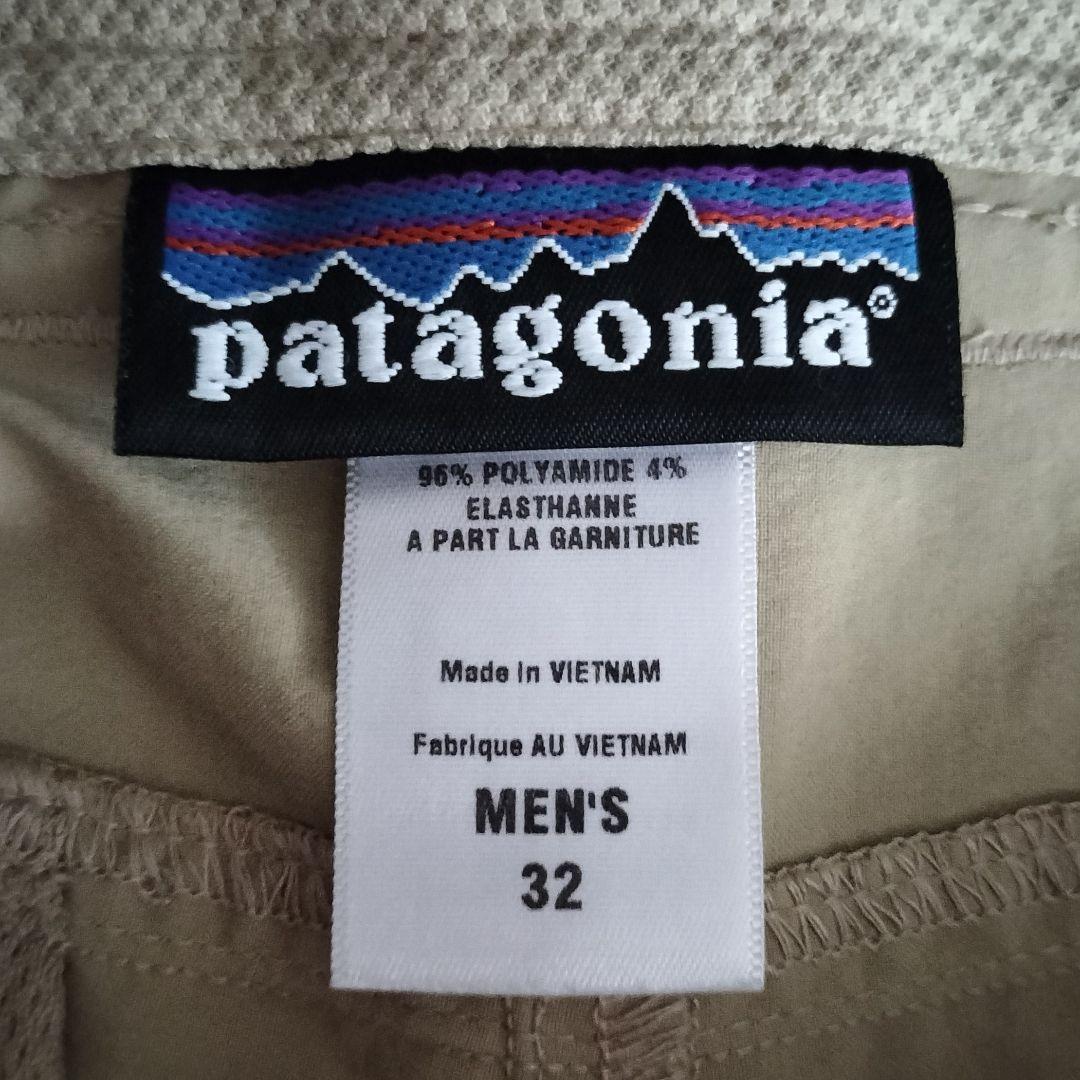 patagonia®
96% POLYAMIDE 4%
ELASTHANNE
A PART LA GARNITURE
Made In VIETNAM
Fabrique AU VIETNAM
MEN'S
32